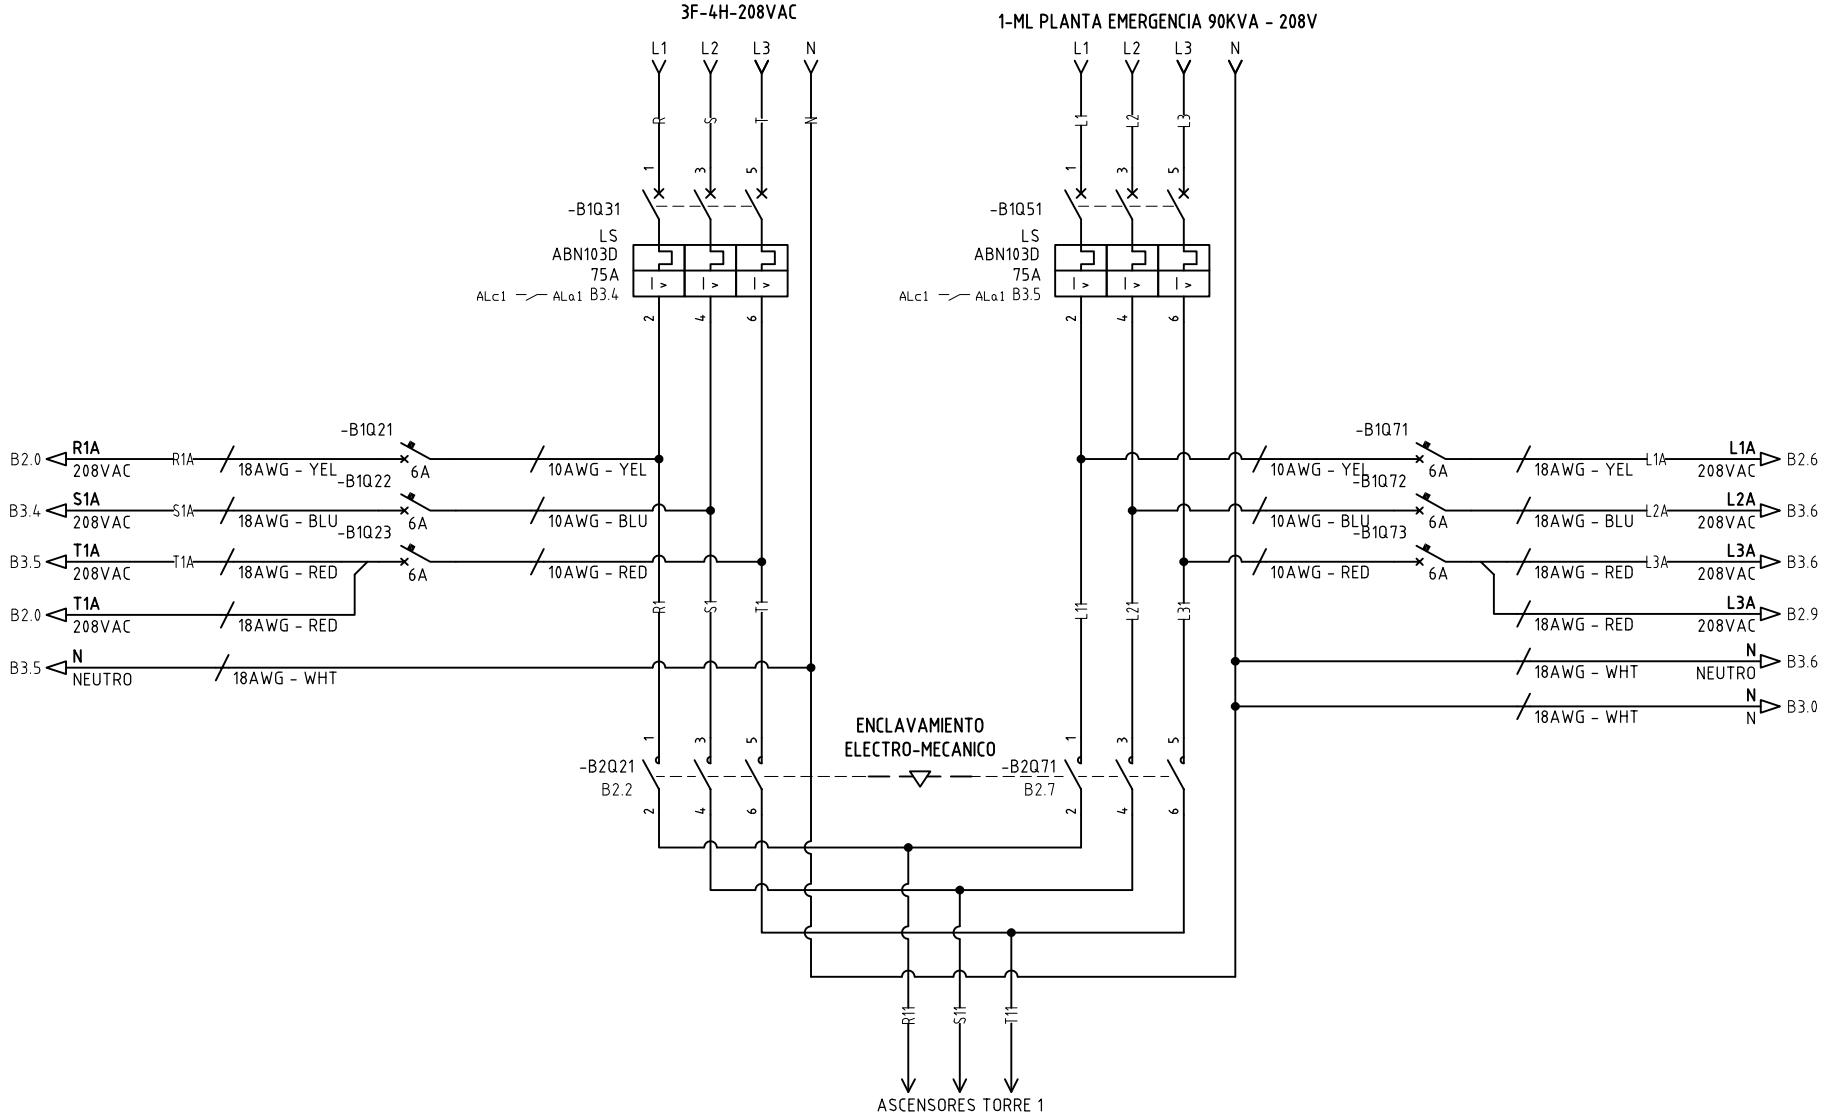 3F-4H-208VAC
1-ML PLANTA EMERGENCIA 90KVA - 208V
L1 L2 L3 N
L1 L2 L3 N
R S T N
L1 L2 L3
1 3 5
1 3 5
-B1Q31
LS
ABN103D
75A
ALc1 ALa1 B3.4
I > I > I >
2 4 6
-B1Q51
LS
ABN103D
75A
ALc1 ALa1 B3.5
I > I > I >
2 4 6
-B1Q21
B2.0 R1A R1A 18AWG - YEL 6A 10AWG - YEL
208VAC
-B1Q22
B3.4 S1A S1A 18AWG - BLU 6A 10AWG - BLU
208VAC
-B1Q23
B3.5 T1A T1A 18AWG - RED 6A 10AWG - RED
208VAC
B2.0 T1A 18AWG - RED
208VAC
B3.5 N 18AWG - WHT
NEUTRO
R1 S1 T1
L11 L21 L31
-B1Q71
10AWG - YEL 6A 18AWG - YEL L1A L1A B2.6
208VAC
-B1Q72
10AWG - BLU 6A 18AWG - BLU L2A L2A B3.6
208VAC
-B1Q73
10AWG - RED 6A 18AWG - RED L3A L3A B3.6
208VAC
18AWG - RED L3A B2.9
208VAC
18AWG - WHT N B3.6
NEUTRO
18AWG - WHT N B3.0
N
ENCLAVAMIENTO
ELECTRO-MECANICO
1 3 5
-B2Q21
B2.2
2 4 6
1 3 5
-B2Q71
B2.7
2 4 6
R11 S11 T11
ASCENSORES TORRE 1